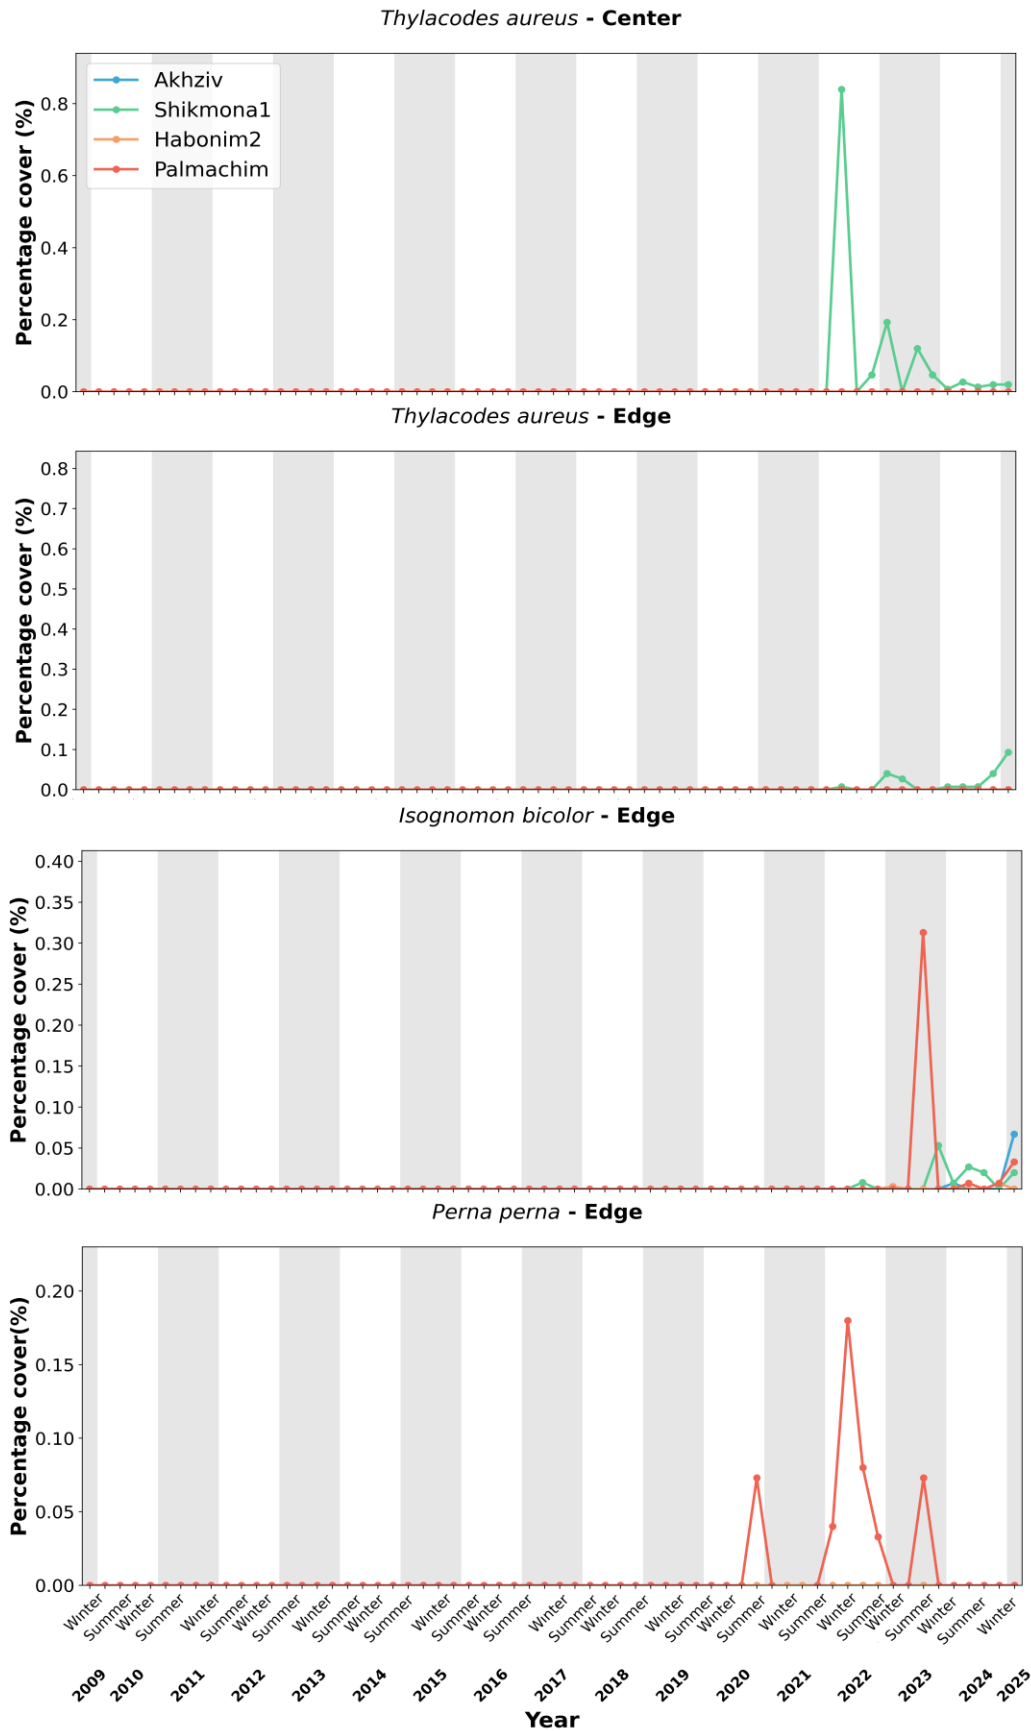 Thylacodes aureus - Center
Percentage cover (%)
0.8
0.6
0.4
0.2
0.0
Akhziv
Shikmona1
Habonim2
Palmachim
Thylacodes aureus - Edge
Percentage cover (%)
0.8
0.7
0.6
0.5
0.4
0.3
0.2
0.1
0.0
Isognomon bicolor - Edge
Percentage cover (%)
0.40
0.35
0.30
0.25
0.20
0.15
0.10
0.05
0.00
Perna perna - Edge
Percentage cover(%)
0.20
0.15
0.10
0.05
0.00
Winter Summer Winter Summer Winter Summer Winter Summer Winter Summer Winter Summer Winter Summer Winter Summer Winter Summer Winter Summer Winter Summer Winter Summer Winter Summer Winter Summer Winter Summer Winter Summer Winter
2009 2010 2011 2012 2013 2014 2015 2016 2017 2018 2019 2020 2021 2022 2023 2024 2025
Year